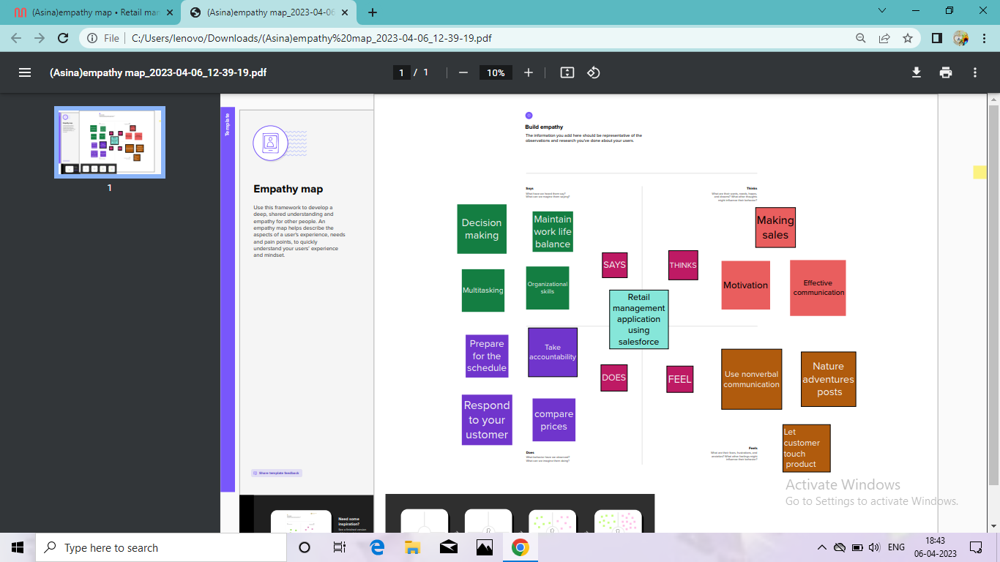 (Asina)empathy map • Retail man
(Asina)empathy map_2023-04-06
File
C:/Users/lenovo/Downloads/(Asina)empathy%20map_2023-04-06_12-39-19.pdf
(Asina)empathy map_2023-04-06_12-39-19.pdf
1 / 1
10%
1
Template
Empathy map
Use this framework to develop a
deep, shared understanding and
empathy for other people. An
empathy map helps describe the
aspects of a user's experience, needs
and pain points, to quickly
understand your users' experience
and mindset.
Share template feedback
Need some
inspiration?
See a finished version
Build empathy
The information you add here should be representative of the
observations and research you've done about your users.
Says
What have we heard them say?
What can we imagine them saying?
Thinks
What are their wants, needs, hopes,
and dreams? What other thoughts
might influence their behavior?
Decision
making
Maintain
work life
balance
Multitasking
Organizational
skills
SAYS
THINKS
Making
sales
Motivation
Effective
communication
Retail
management
application
using
salesforce
Prepare
for the
schedule
Take
accountability
DOES
FEEL
Use nonverbal
communication
Nature
adventures
posts
Respond
to your
ustomer
compare
prices
Let
customer
touch
product
Does
What behavior have we observed?
What can we imagine them doing?
Feels
What are their fears, frustrations, and
anxieties? What other feelings might
influence their behavior?
Activate Windows
Go to Settings to activate Windows.
Type here to search
ENG
18:43
06-04-2023